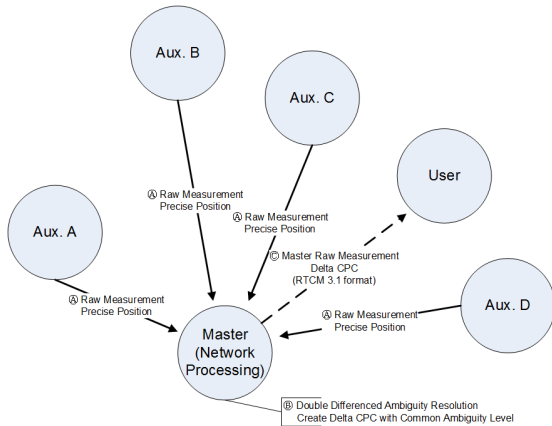 Aux. B
Aux. C
User
Ⓐ Raw Measurement
Precise Position
Ⓐ Raw Measurement
Precise Position
Aux. A
Ⓒ Master Raw Measurement
Delta CPC
(RTCM 3.1 format)
Ⓐ Raw Measurement
Precise Position
Aux. D
Ⓐ Raw Measurement
Precise Position
Master
(Network
Processing)
Ⓑ Double Differenced Ambiguity Resolution
Create Delta CPC with Common Ambiguity Level